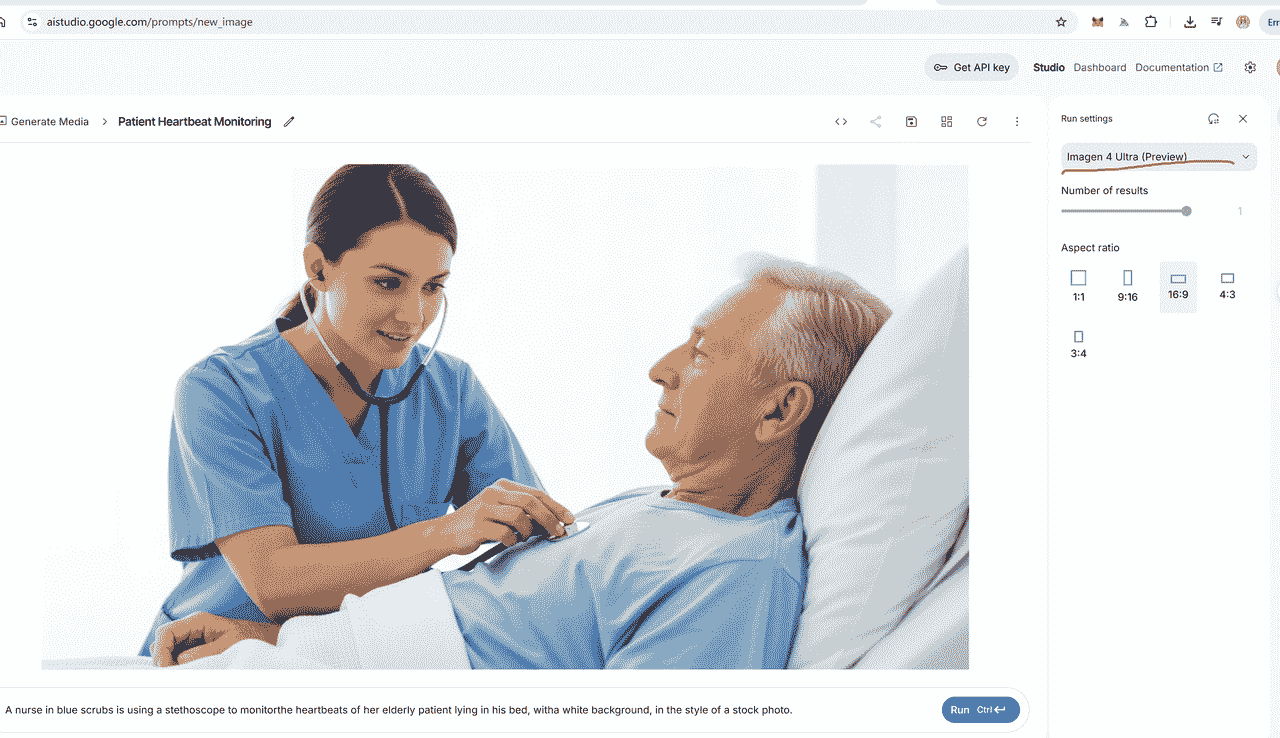 aistudio.google.com/prompts/new_image
Err
Get API key
Studio
Dashboard
Documentation
Generate Media > Patient Heartbeat Monitoring
Run settings
Imagen 4 Ultra (Preview)
Number of results
1
Aspect ratio
1:1
9:16
16:9
4:3
3:4
A nurse in blue scrubs is using a stethoscope to monitorthe heartbeats of her elderly patient lying in his bed, witha white background, in the style of a stock photo.
Run Ctrl